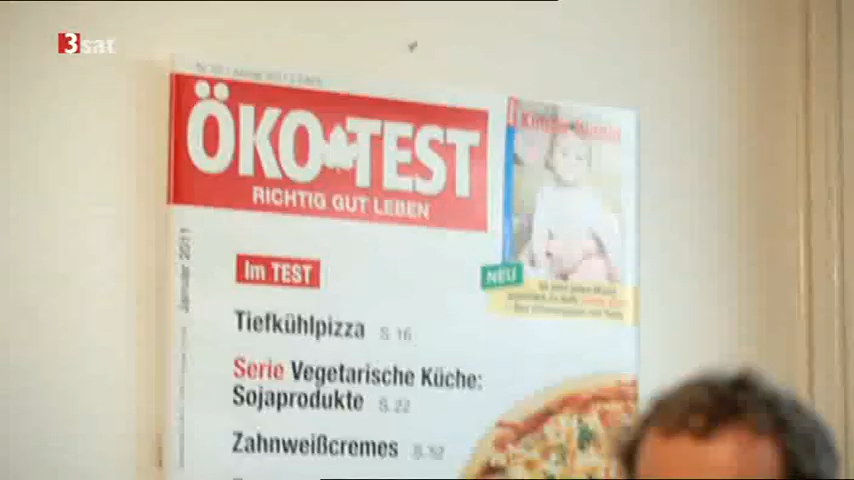 3sat
ÖKO TEST
RICHTIG GUT LEBEN
Januar 2011
NEU
Im TEST
Tiefkühlpizza S. 16
Serie Vegetarische Küche:
Sojaprodukte S. 22
Zahnweißcremes S. 52